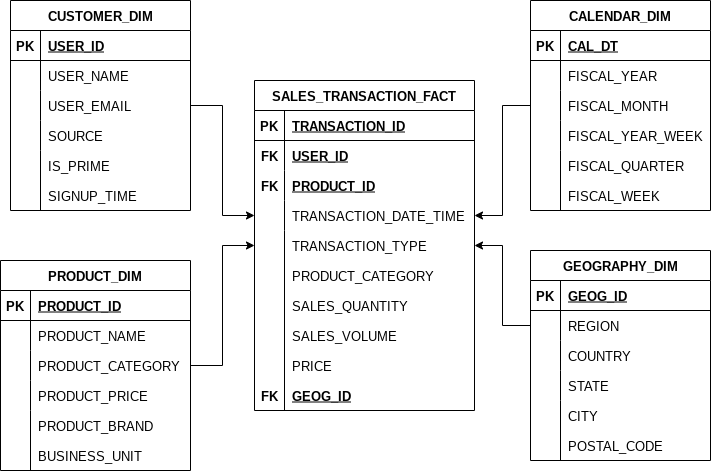 CUSTOMER_DIM
PK USER_ID
USER_NAME
USER_EMAIL
SOURCE
IS_PRIME
SIGNUP_TIME
PRODUCT_DIM
PK PRODUCT_ID
PRODUCT_NAME
PRODUCT_CATEGORY
PRODUCT_PRICE
PRODUCT_BRAND
BUSINESS_UNIT
SALES_TRANSACTION_FACT
PK TRANSACTION_ID
FK USER_ID
FK PRODUCT_ID
TRANSACTION_DATE_TIME
TRANSACTION_TYPE
PRODUCT_CATEGORY
SALES_QUANTITY
SALES_VOLUME
PRICE
FK GEOG_ID
CALENDAR_DIM
PK CAL_DT
FISCAL_YEAR
FISCAL_MONTH
FISCAL_YEAR_WEEK
FISCAL_QUARTER
FISCAL_WEEK
GEOGRAPHY_DIM
PK GEOG_ID
REGION
COUNTRY
STATE
CITY
POSTAL_CODE